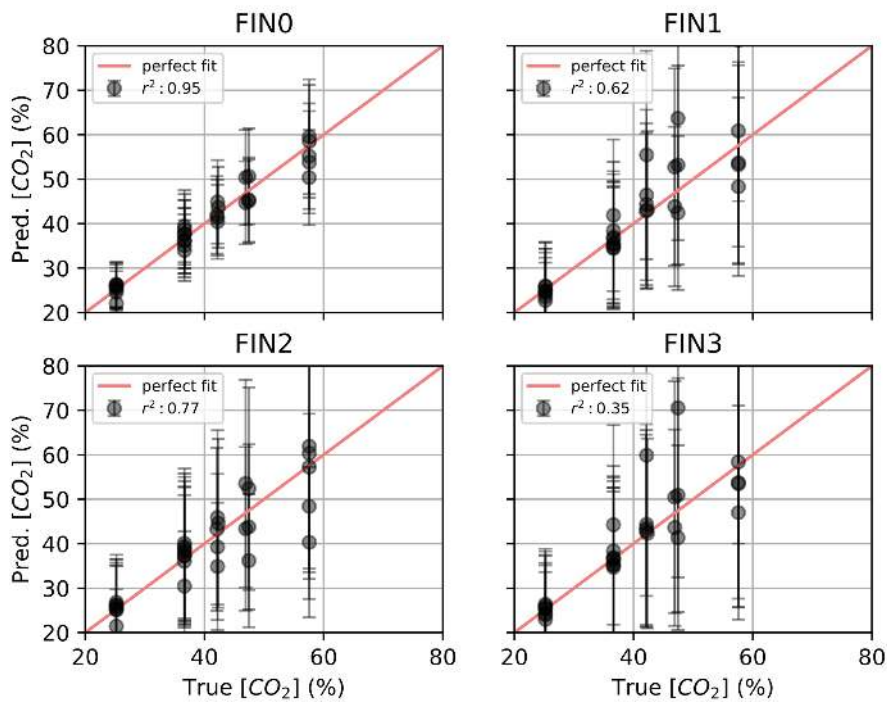 FIN0
80
70
60
50
40
30
20
Pred. [CO₂] (%)
perfect fit
r² : 0.95
FIN1
perfect fit
r² : 0.62
FIN2
80
70
60
50
40
30
20
Pred. [CO₂] (%)
perfect fit
r² : 0.77
20 40 60 80
True [CO₂] (%)
FIN3
perfect fit
r² : 0.35
20 40 60 80
True [CO₂] (%)